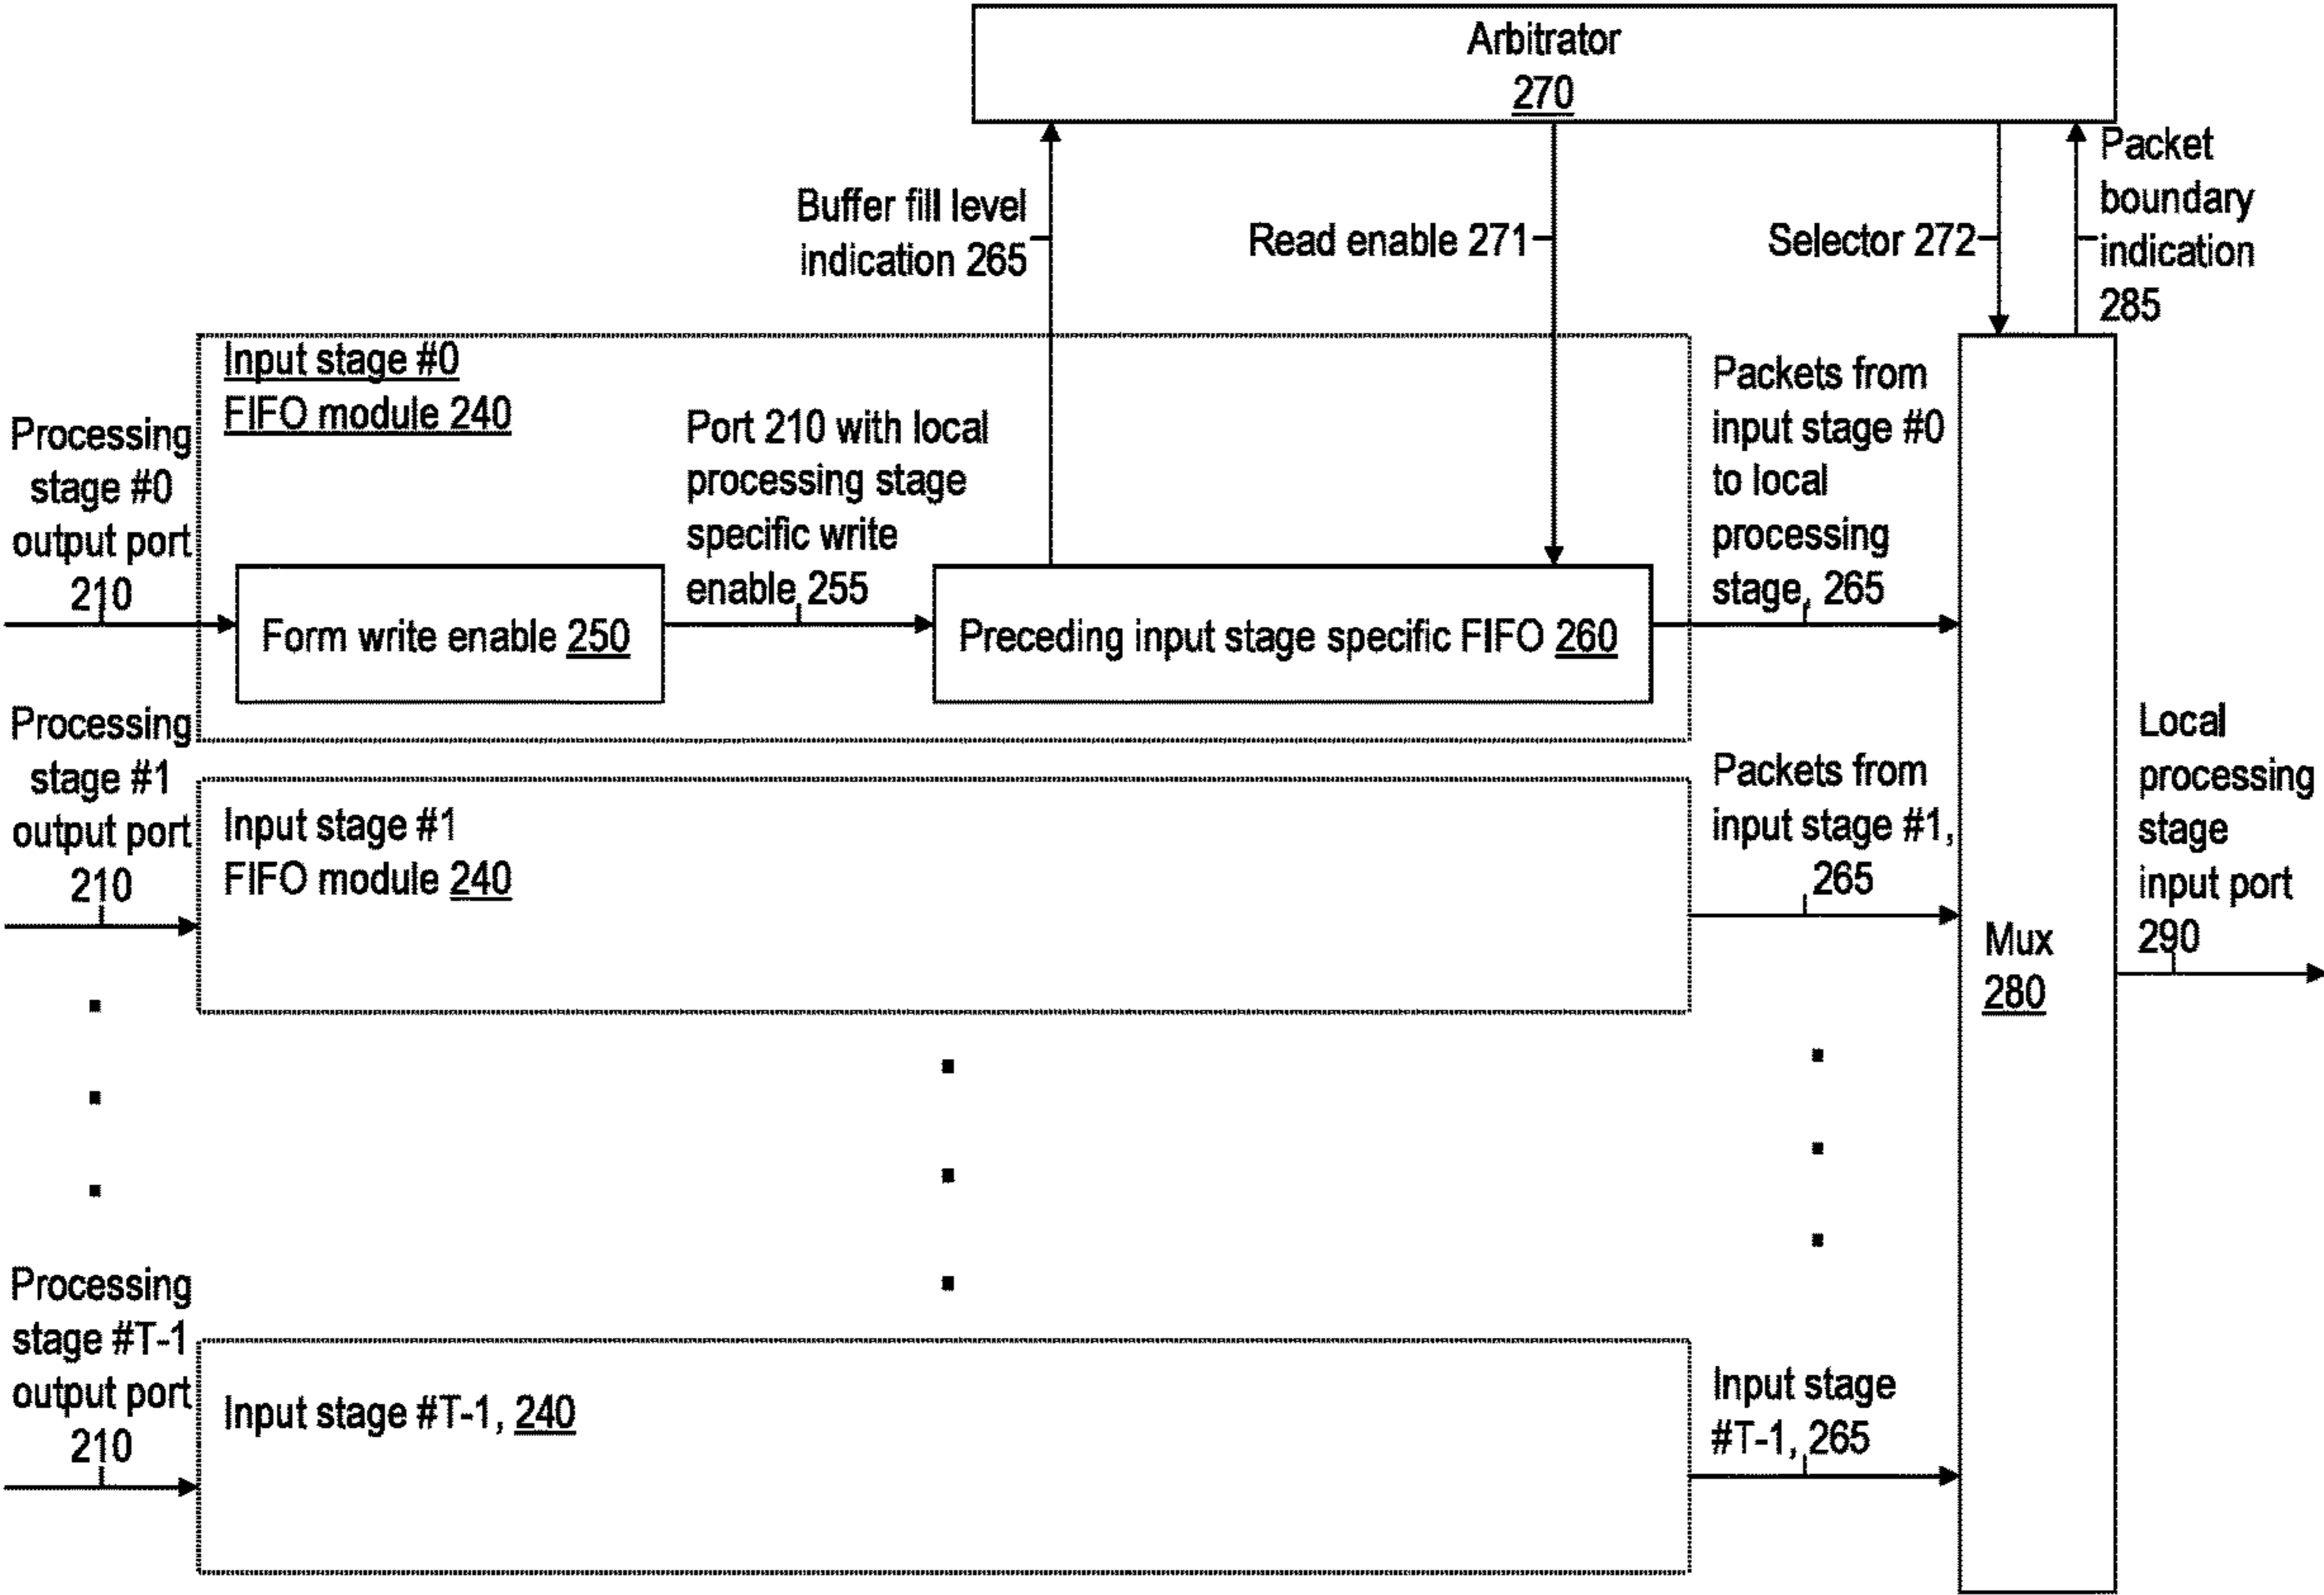 Arbitrator
270
Buffer fill level
indication 265
Read enable 271
Selector 272
Packet
boundary
indication
285
Input stage #0
FIFO module 240
Processing
stage #0
output port
210
Port 210 with local
processing stage
specific write
enable 255
Packets from
input stage #0
to local
processing
stage, 265
Form write enable 250
Preceding input stage specific FIFO 260
Processing
stage #1
output port
210
Input stage #1
FIFO module 240
Packets from
input stage #1,
265
Mux
280
Local
processing
stage
input port
290
Processing
stage #T-1
output port
210
Input stage #T-1, 240
Input stage
#T-1, 265